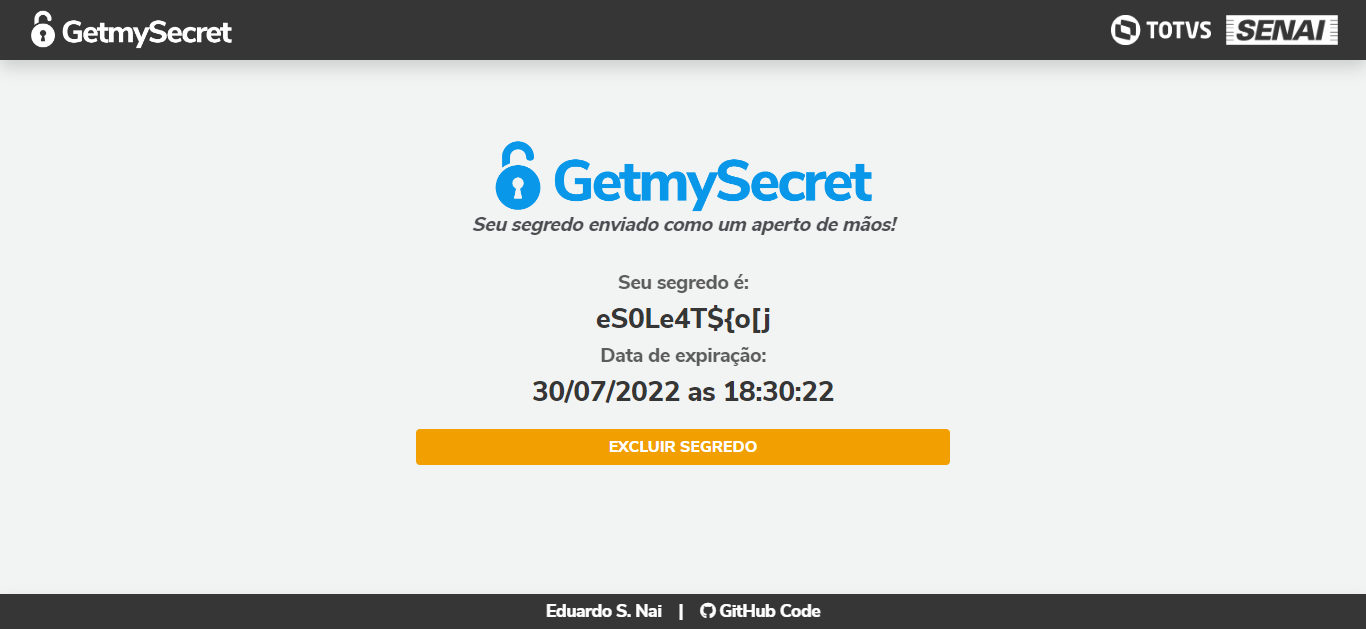 GetmySecret
TOTVS SENAI
GetmySecret
Seu segredo enviado como um aperto de mãos!
Seu segredo é:
eS0Le4T${o[j
Data de expiração:
30/07/2022 as 18:30:22
EXCLUIR SEGREDO
Eduardo S. Nai | GitHub Code